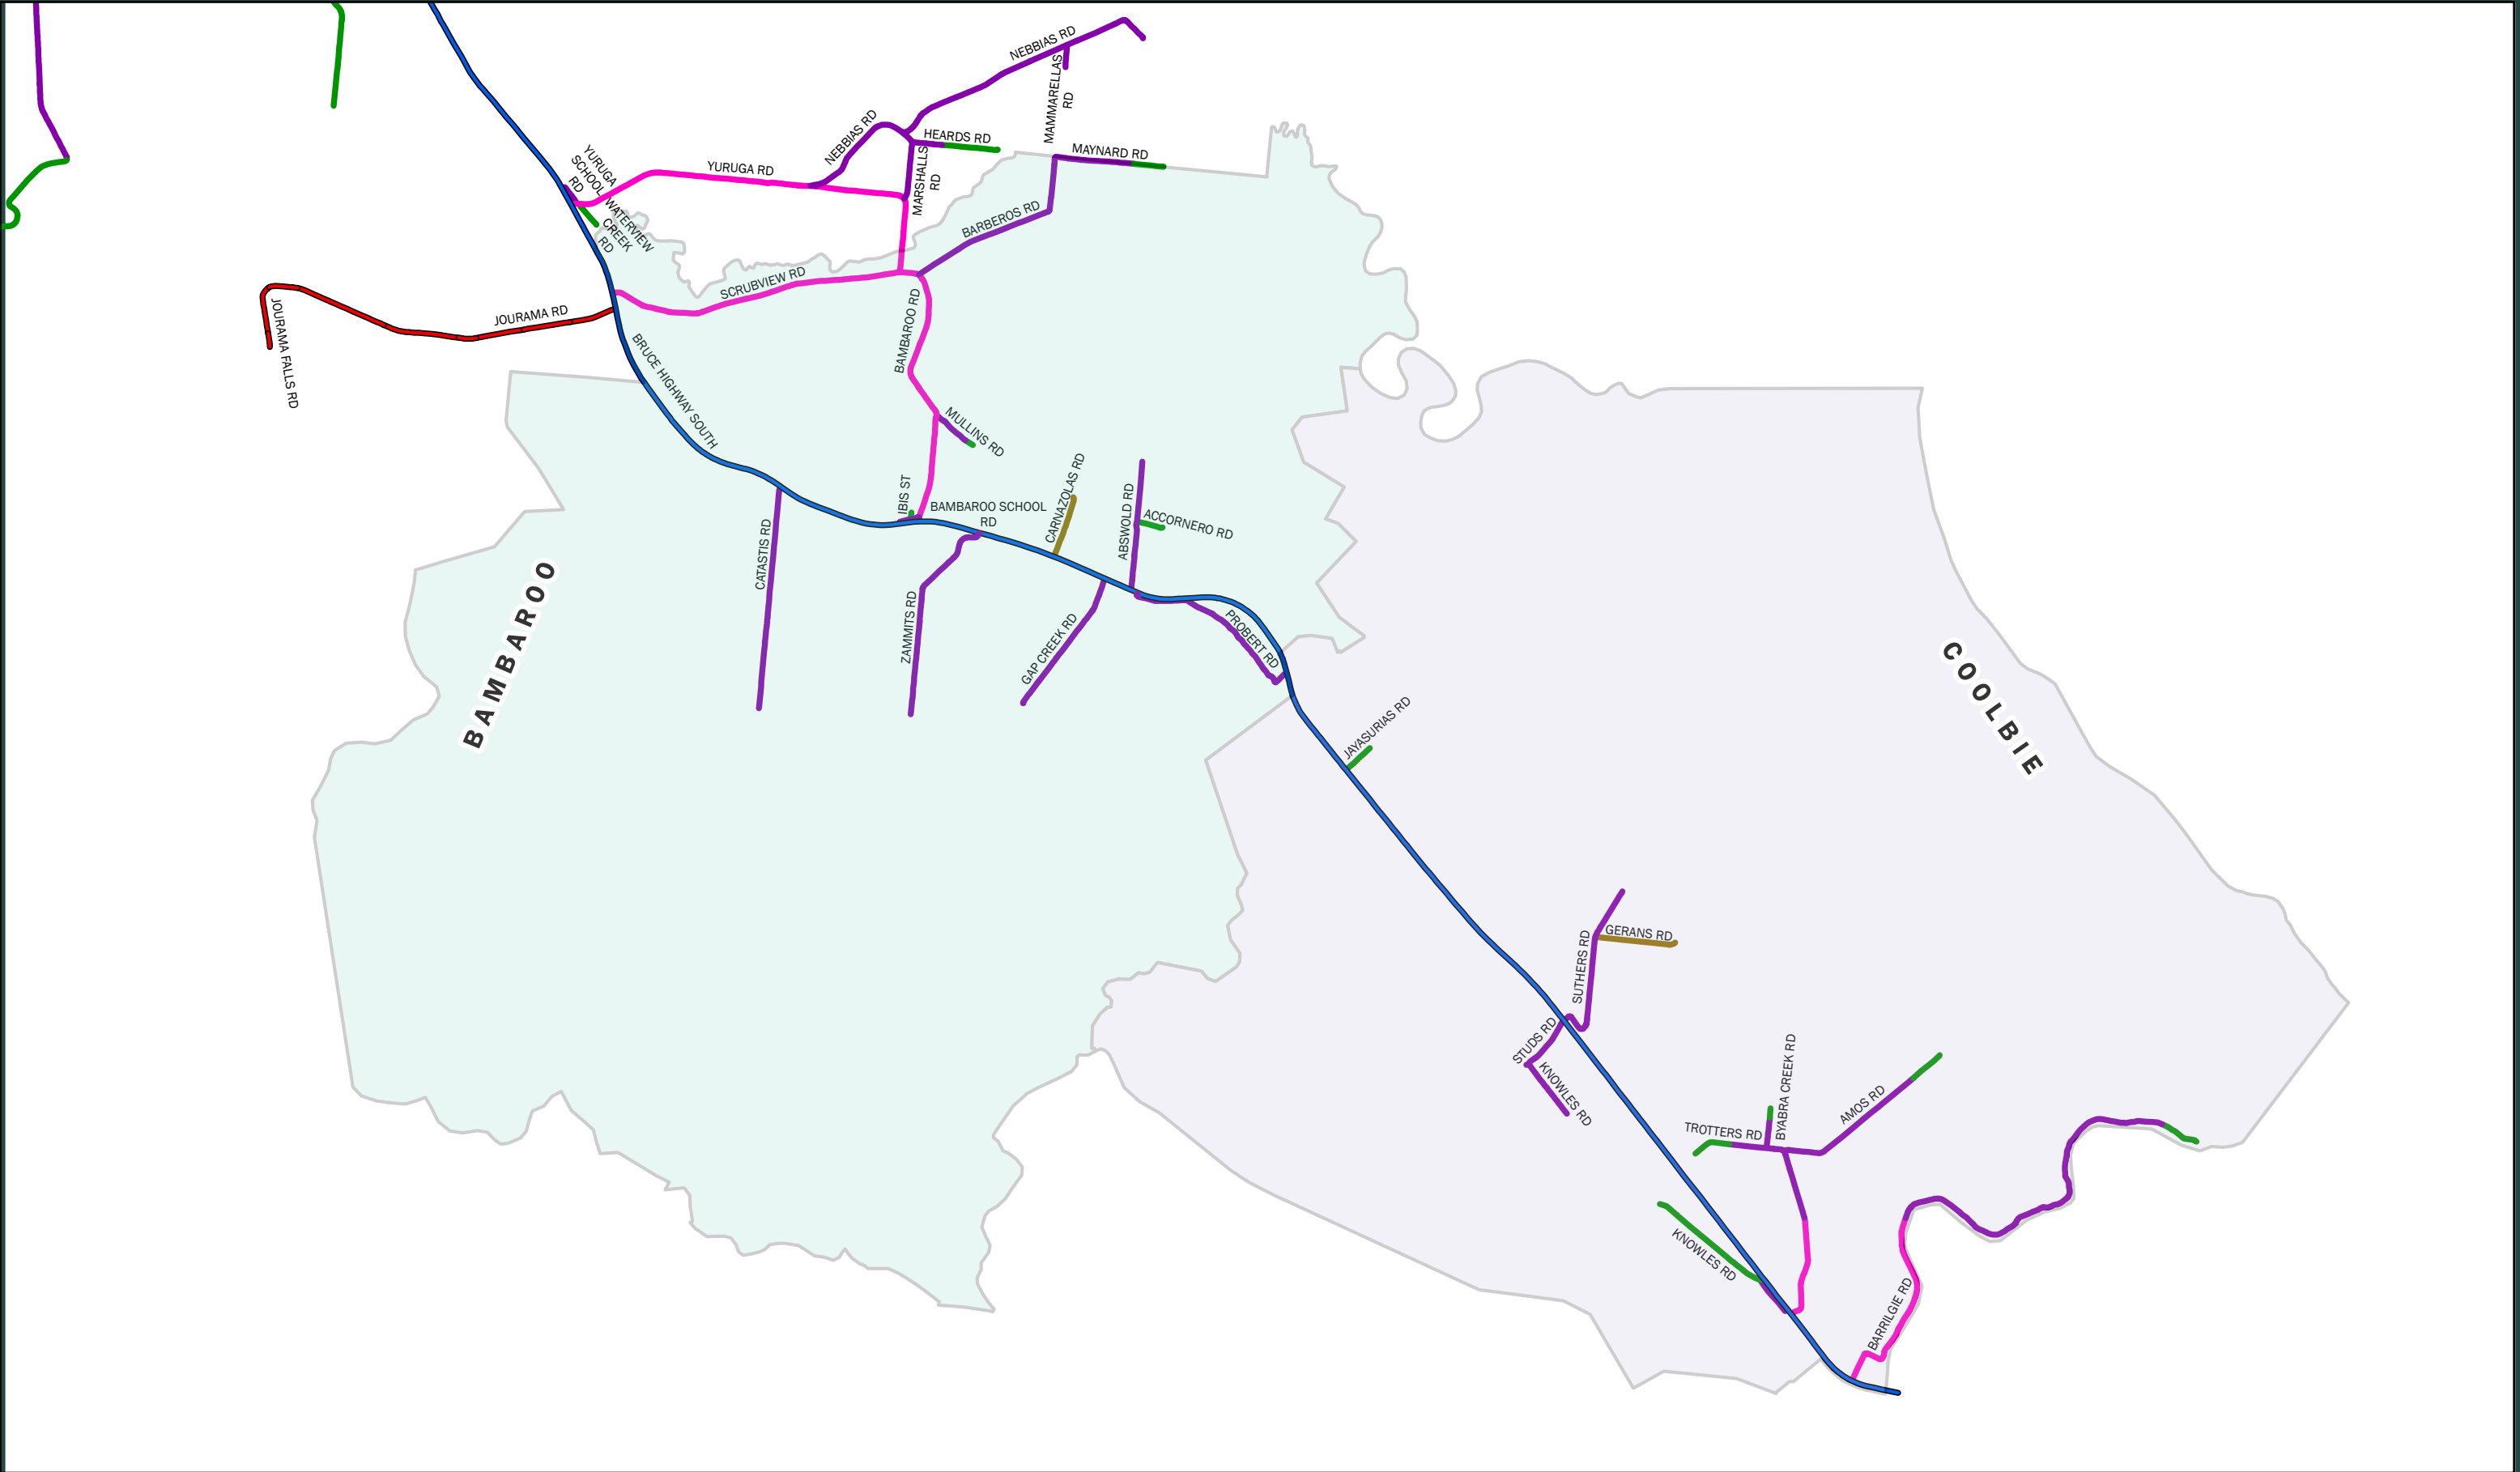 NEBBIAS RD
MAMMARELLAS
RD
NEBBIAS RD
HEARDS RD
MAYNARD RD
YURUGA
SCHOOL
RD
YURUGA RD
MARSHALLS
RD
WATERVIEW
CREEK
RD
BARBEROS RD
SCRUBVIEW RD
JOURAMA RD
JOURAMA FALLS RD
BRUCE HIGHWAY SOUTH
BAMBAROO RD
MULLINS RD
IBIS ST
BAMBAROO SCHOOL
RD
CARNAZOLAS RD
ABSWOLD RD
ACCORNERO RD
CATASTIS RD
ZAMMITS RD
GAP CREEK RD
PROBERT RD
BAMBAROO
COOLBIE
JAYASURIAS RD
SUTHERS RD
GERANS RD
STUDS RD
KNOWLES RD
TROTTERS RD
BYABRA CREEK RD
AMOS RD
KNOWLES RD
BARRILGIE RD